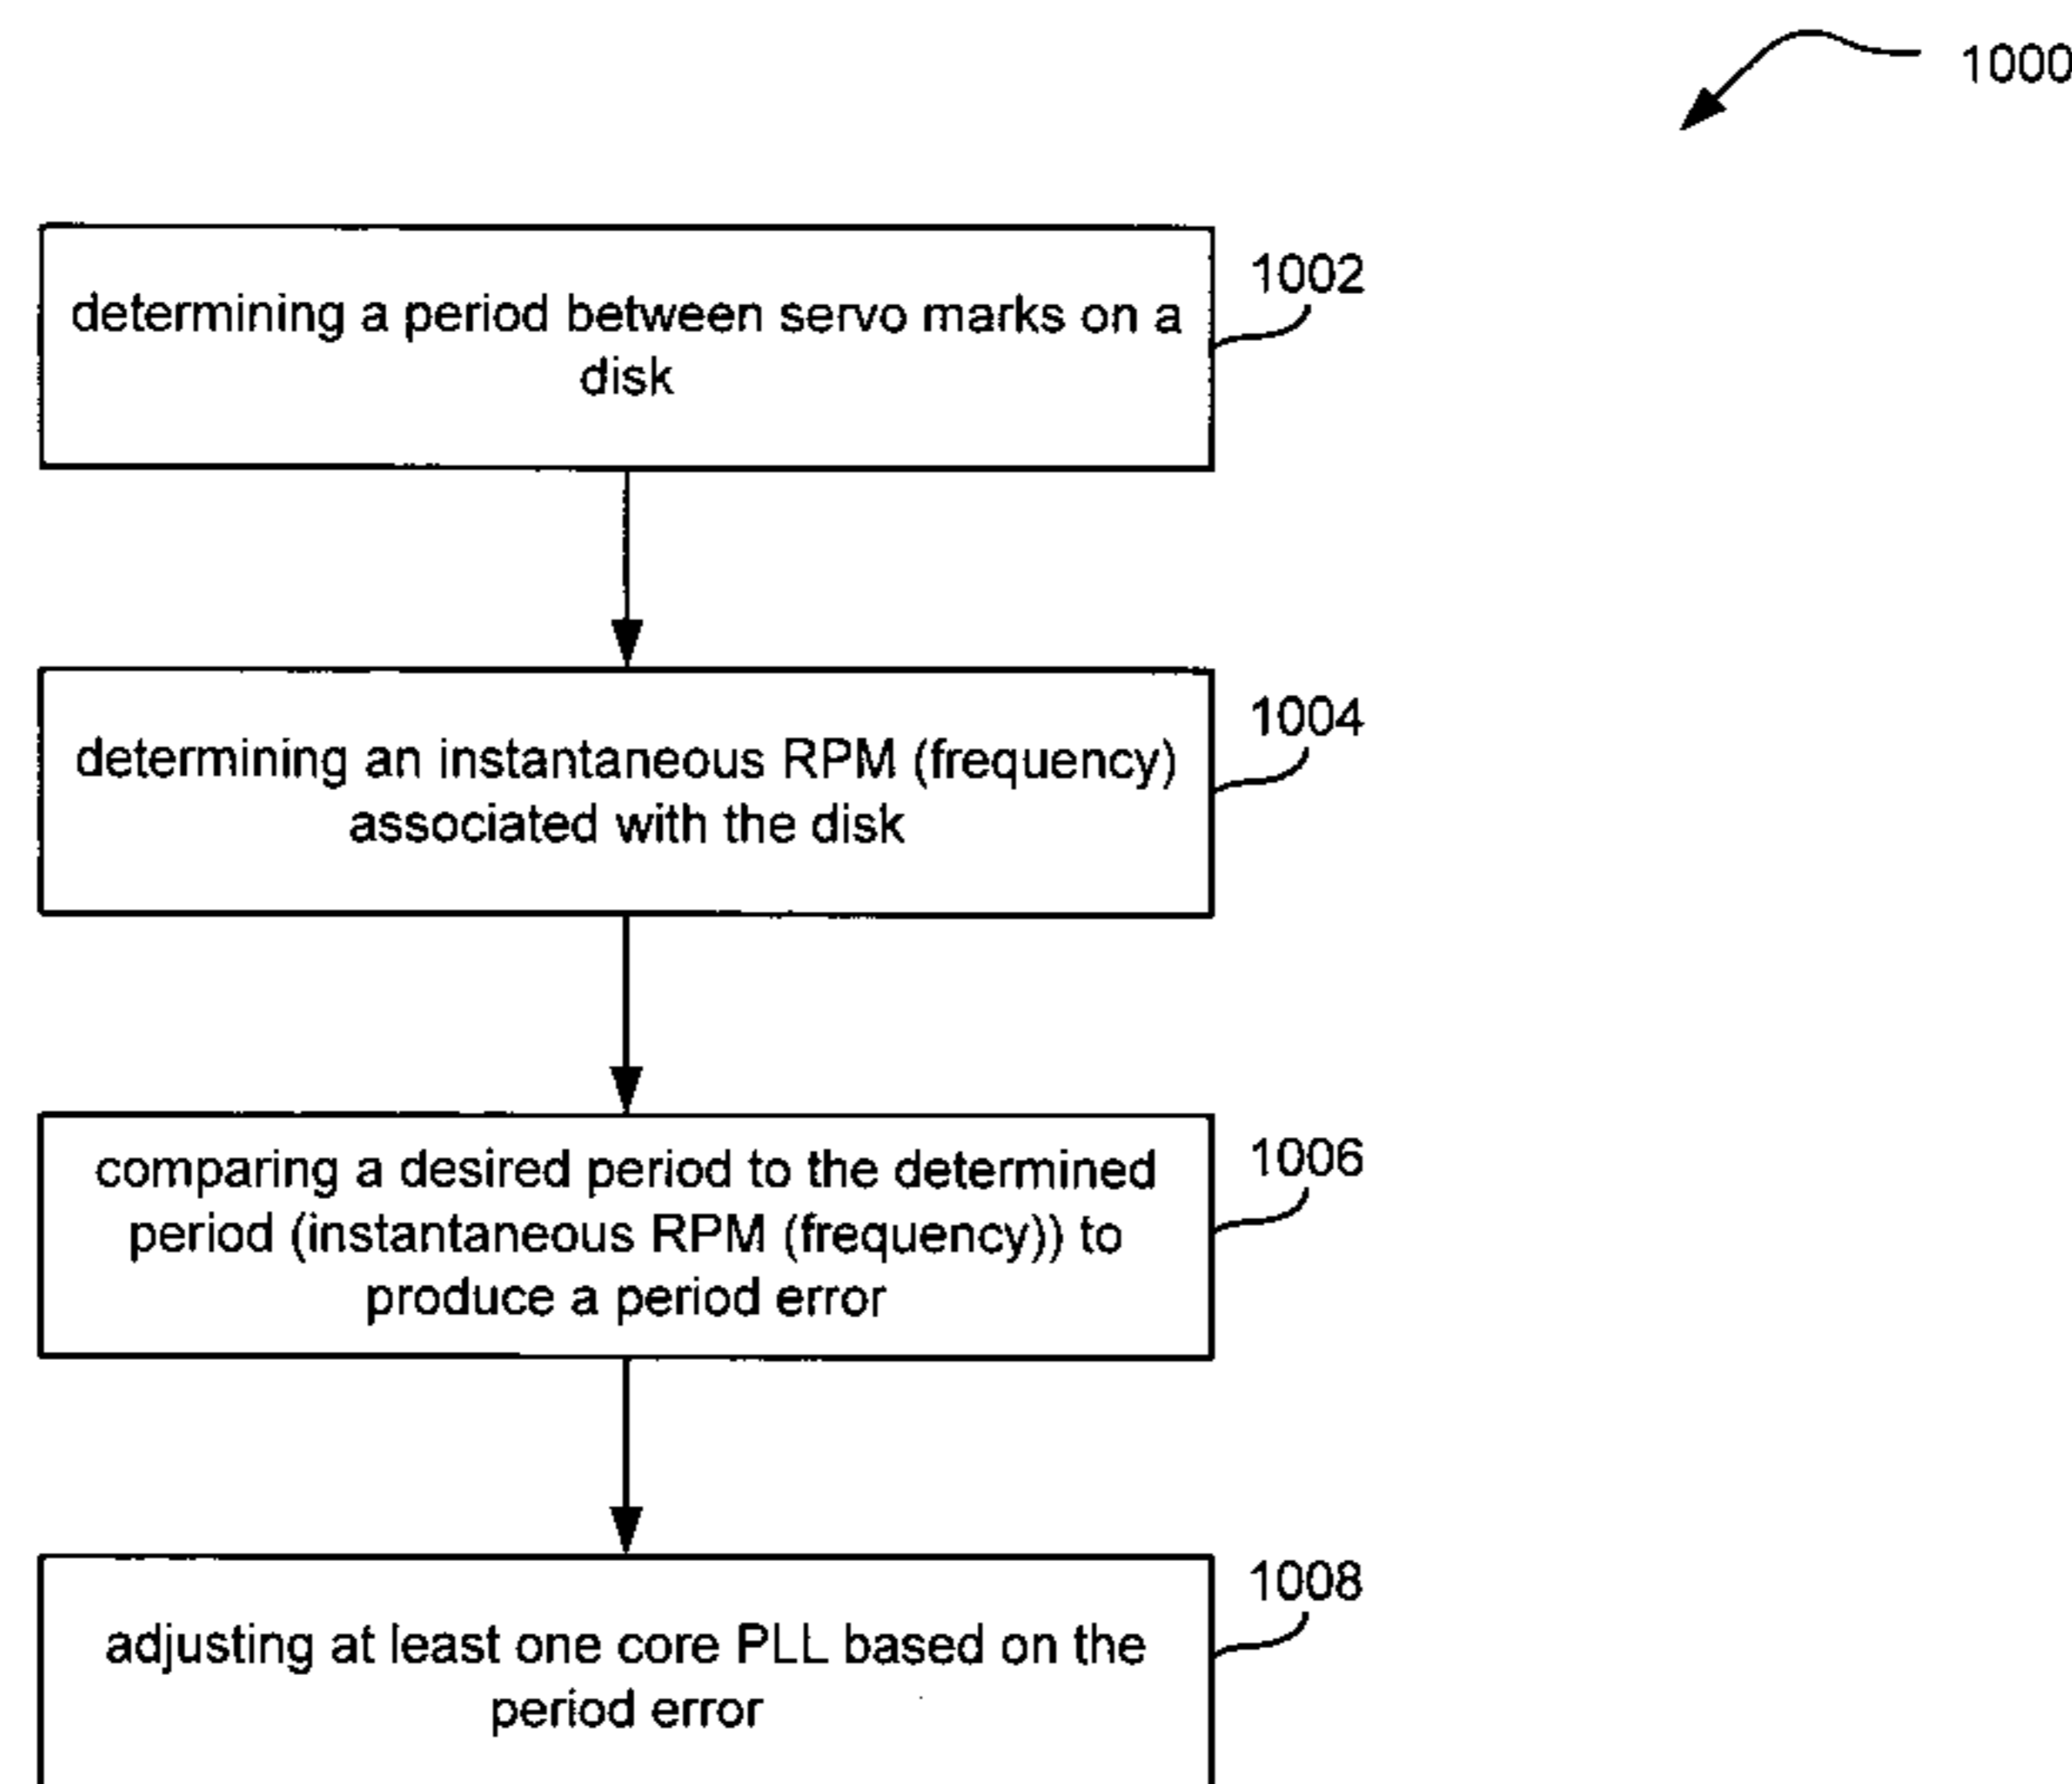 1000
determining a period between servo marks on a
disk
1002
determining an instantaneous RPM (frequency)
associated with the disk
1004
comparing a desired period to the determined
period (instantaneous RPM (frequency)) to
produce a period error
1006
adjusting at least one core PLL based on the
period error
1008